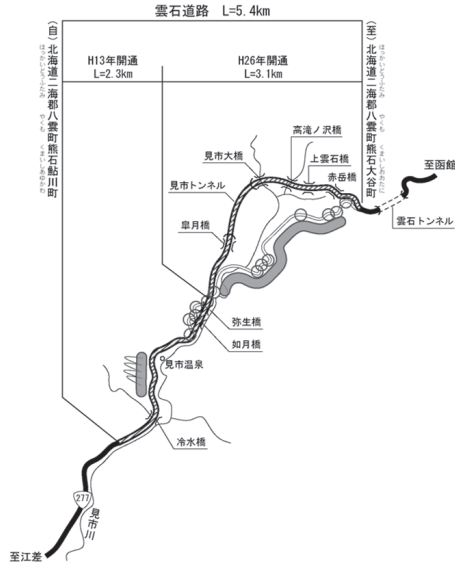 雲石道路　L=5.4km
(自)北海道二海郡八雲町熊石鮎川町
ほっかいどうふたみ　やくも　くまいしあゆかわ
H13年開通
L=2.3km
H26年開通
L=3.1km
(至)北海道二海郡八雲町熊石大谷町
ほっかいどうふたみ　やくも　くまいしおおたに
高滝ノ沢橋
見市大橋
上雲石橋
赤岳橋
至函館
見市トンネル
皐月橋
雲石トンネル
弥生橋
如月橋
見市温泉
冷水橋
277
見市川
至江差